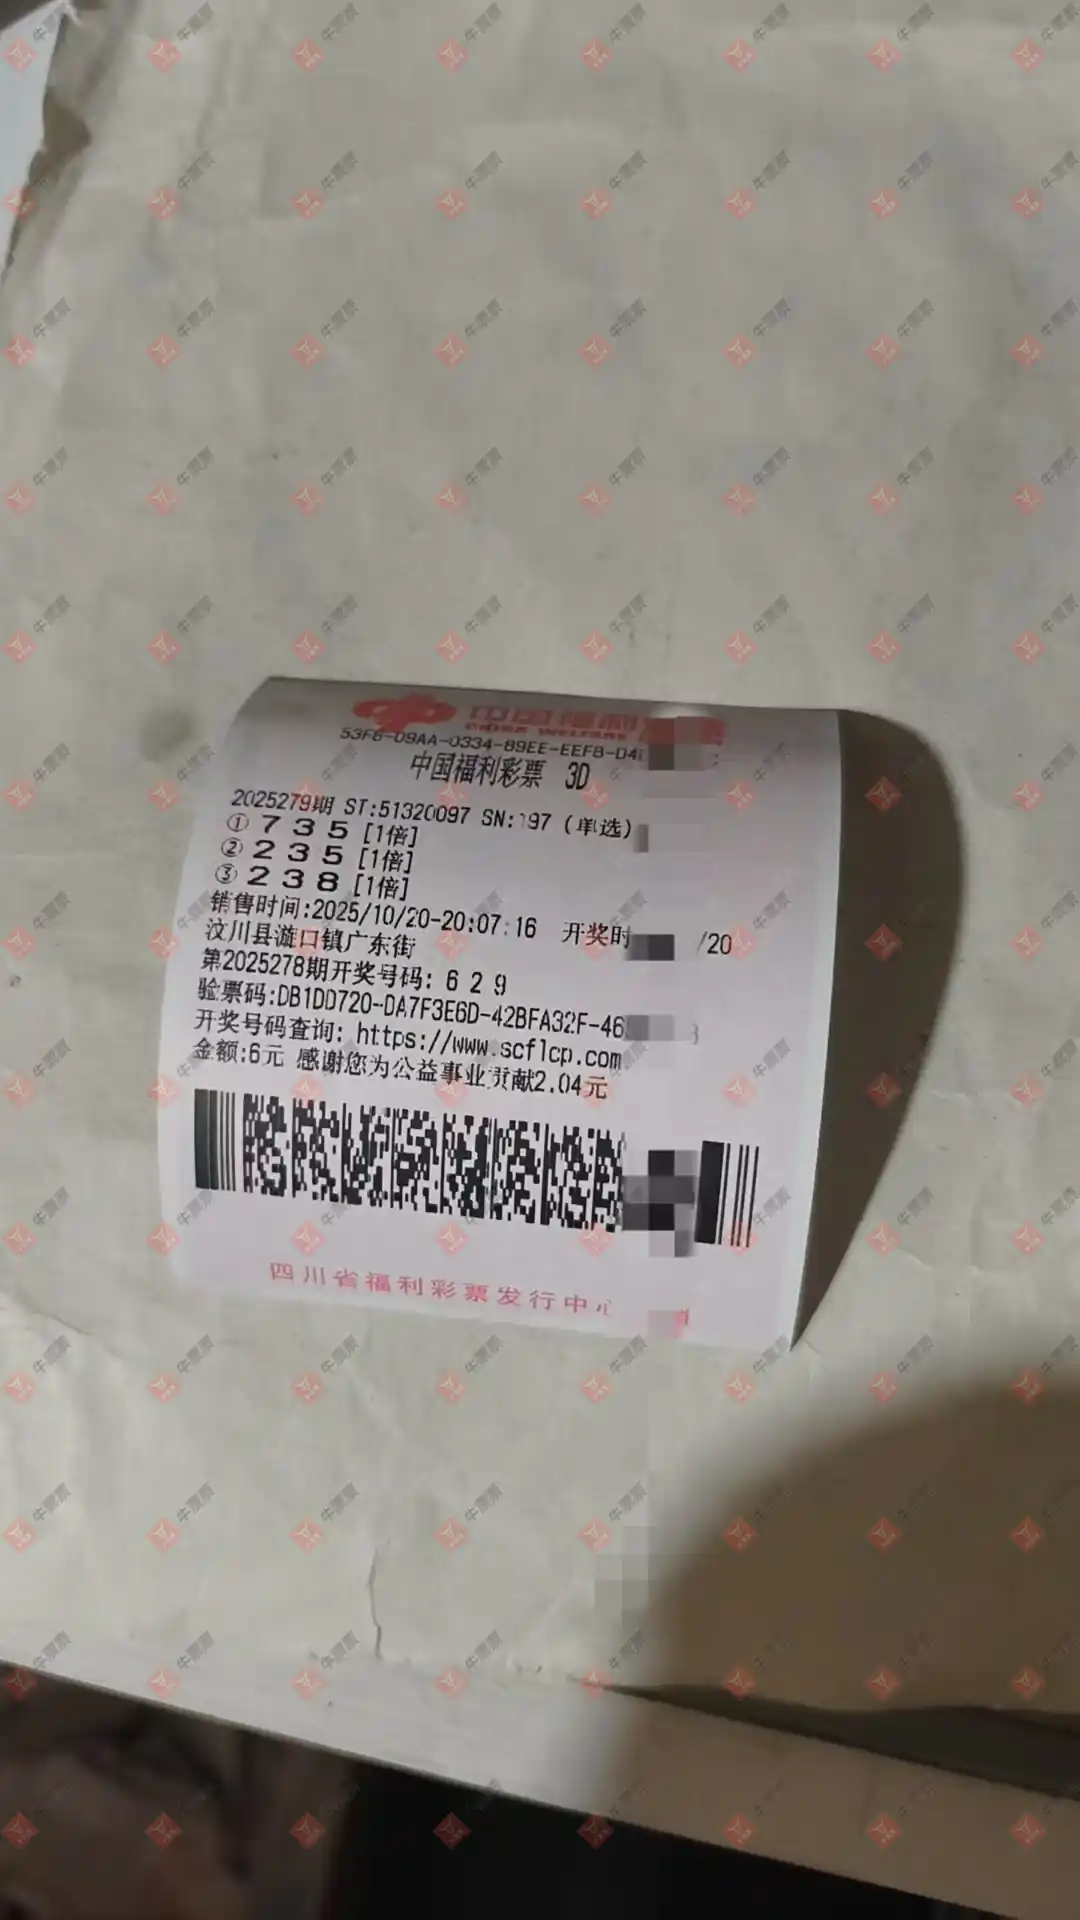 中国福利
CHINA WELFARE
53F6-09AA-0334-89EE-EEF8-D4
中国福利彩票 3D
2025279期 ST:51320097 SN:197 (单选)
① 7 3 5 [1倍]
② 2 3 5 [1倍]
③ 2 3 8 [1倍]
销售时间:2025/10/20-20:07:16 开奖时 /20
汶川县漩口镇广东街
第2025278期开奖号码: 6 2 9
验票码:DB1DD720-DA7F3E6D-42BFA32F-46
开奖号码查询: https://www.scflcp.com
金额:6元 感谢您为公益事业贡献2.04元
四川省福利彩票发行中心
牛票票